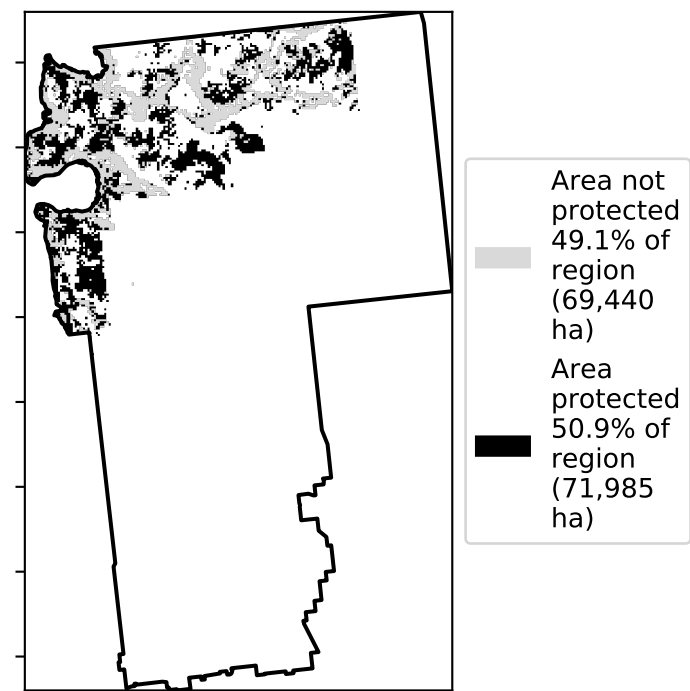 Area not
protected
49.1% of
region
(69,440
ha)
Area
protected
50.9% of
region
(71,985
ha)